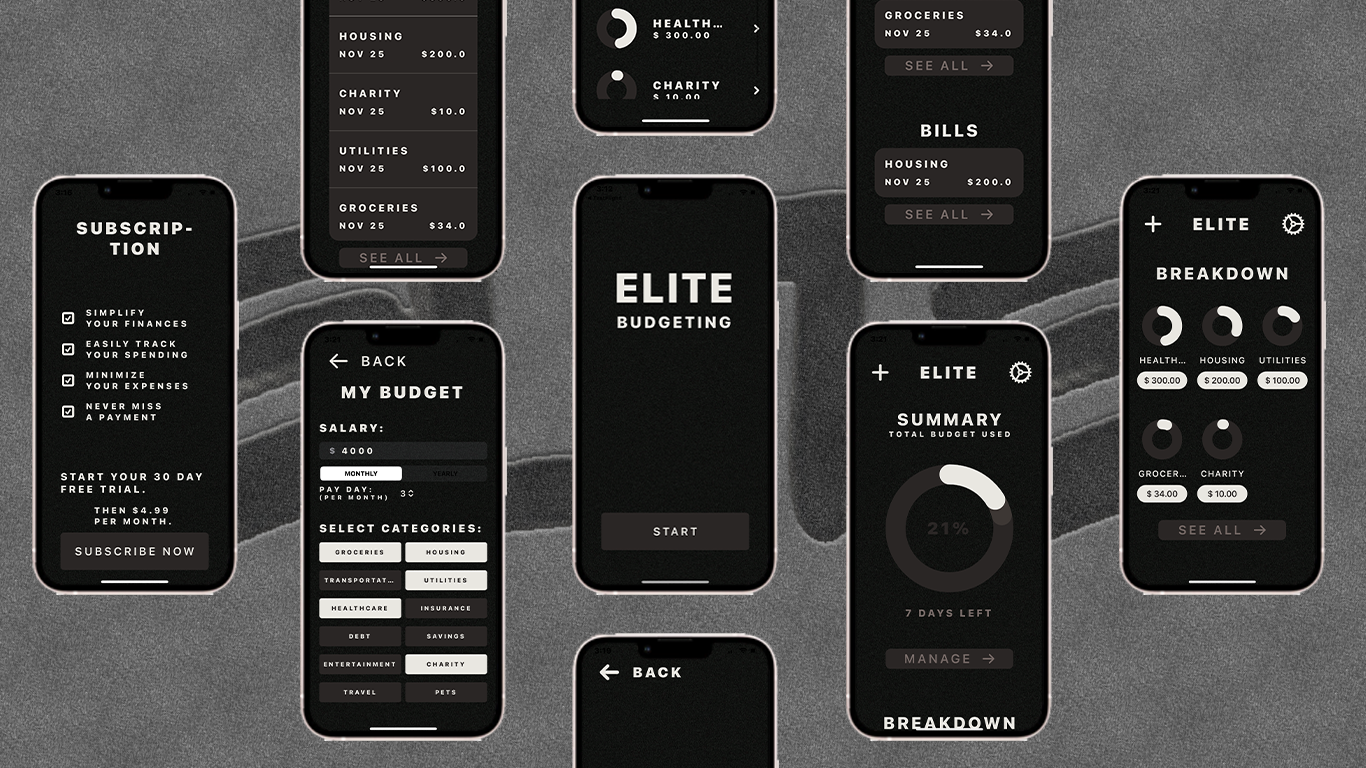 SUBSCRIP-
TION
SIMPLIFY
YOUR FINANCES
EASILY TRACK
YOUR SPENDING
MINIMIZE
YOUR EXPENSES
NEVER MISS
A PAYMENT
START YOUR 30 DAY
FREE TRIAL.
THEN $4.99
PER MONTH.
SUBSCRIBE NOW
HOUSING
NOV 25 $200.0
CHARITY
NOV 25 $10.0
UTILITIES
NOV 25 $100.0
GROCERIES
NOV 25 $34.0
SEE ALL
BACK
MY BUDGET
SALARY:
$ 4000
MONTHLY YEARLY
PAY DAY:
(PER MONTH) 3
SELECT CATEGORIES:
GROCERIES HOUSING
TRANSPORTAT... UTILITIES
HEALTHCARE INSURANCE
DEBT SAVINGS
ENTERTAINMENT CHARITY
TRAVEL PETS
HEALTH...
$ 300.00
CHARITY
$ 10.00
ELITE
BUDGETING
START
BACK
GROCERIES
NOV 25 $34.0
SEE ALL
BILLS
HOUSING
NOV 25 $200.0
SEE ALL
ELITE
SUMMARY
TOTAL BUDGET USED
21%
7 DAYS LEFT
MANAGE
BREAKDOWN
ELITE
BREAKDOWN
HEALTH... HOUSING UTILITIES
$ 300.00 $ 200.00 $ 100.00
GROCER... CHARITY
$ 34.00 $ 10.00
SEE ALL